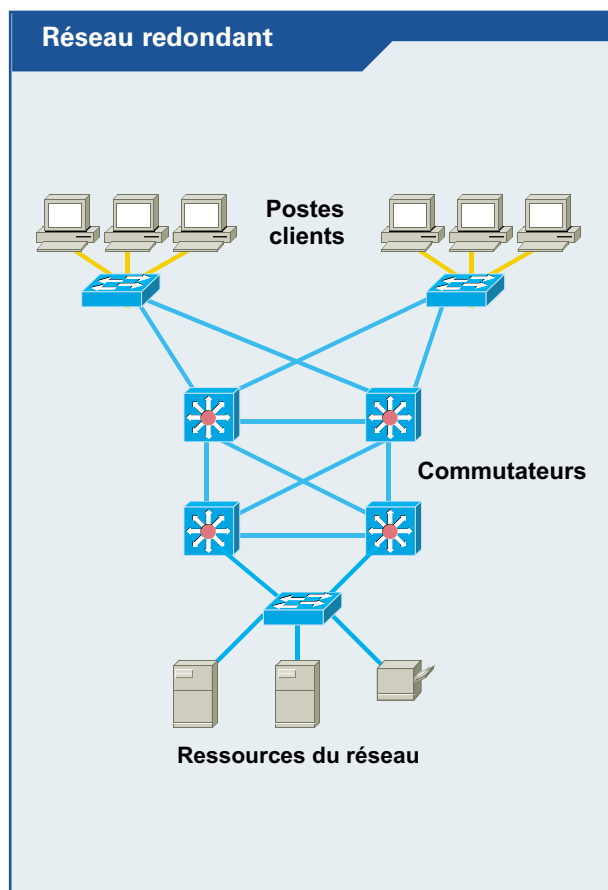 Réseau redondant
Postes
clients
Commutateurs
Ressources du réseau